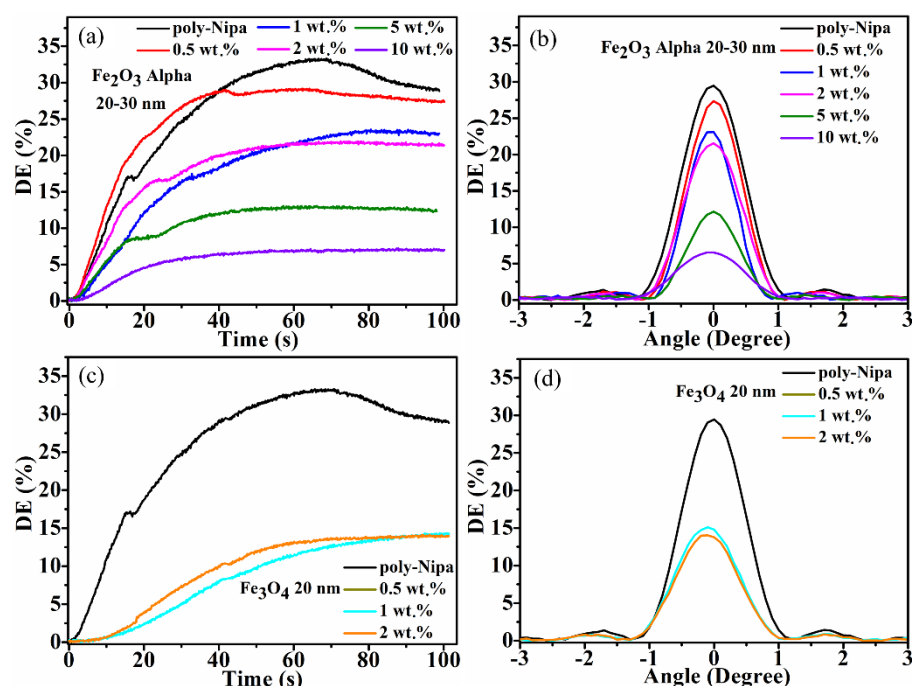 (a)
poly-Nipa 1 wt.% 5 wt.%
0.5 wt.% 2 wt.% 10 wt.%
Fe₂O₃ Alpha
20-30 nm
DE (%)
35
30
25
20
15
10
5
0
0 20 40 60 80 100
Time (s)
(b)
Fe₂O₃ Alpha 20-30 nm
poly-Nipa
0.5 wt.%
1 wt.%
2 wt.%
5 wt.%
10 wt.%
DE (%)
35
30
25
20
15
10
5
0
-3 -2 -1 0 1 2 3
Angle (Degree)
(c)
DE (%)
35
30
25
20
15
10
5
0
Fe₃O₄ 20 nm
poly-Nipa
0.5 wt.%
1 wt.%
2 wt.%
0 20 40 60 80 100
Time (s)
(d)
Fe₃O₄ 20 nm
poly-Nipa
0.5 wt.%
1 wt.%
2 wt.%
DE (%)
35
30
25
20
15
10
5
0
-3 -2 -1 0 1 2 3
Angle (Degree)